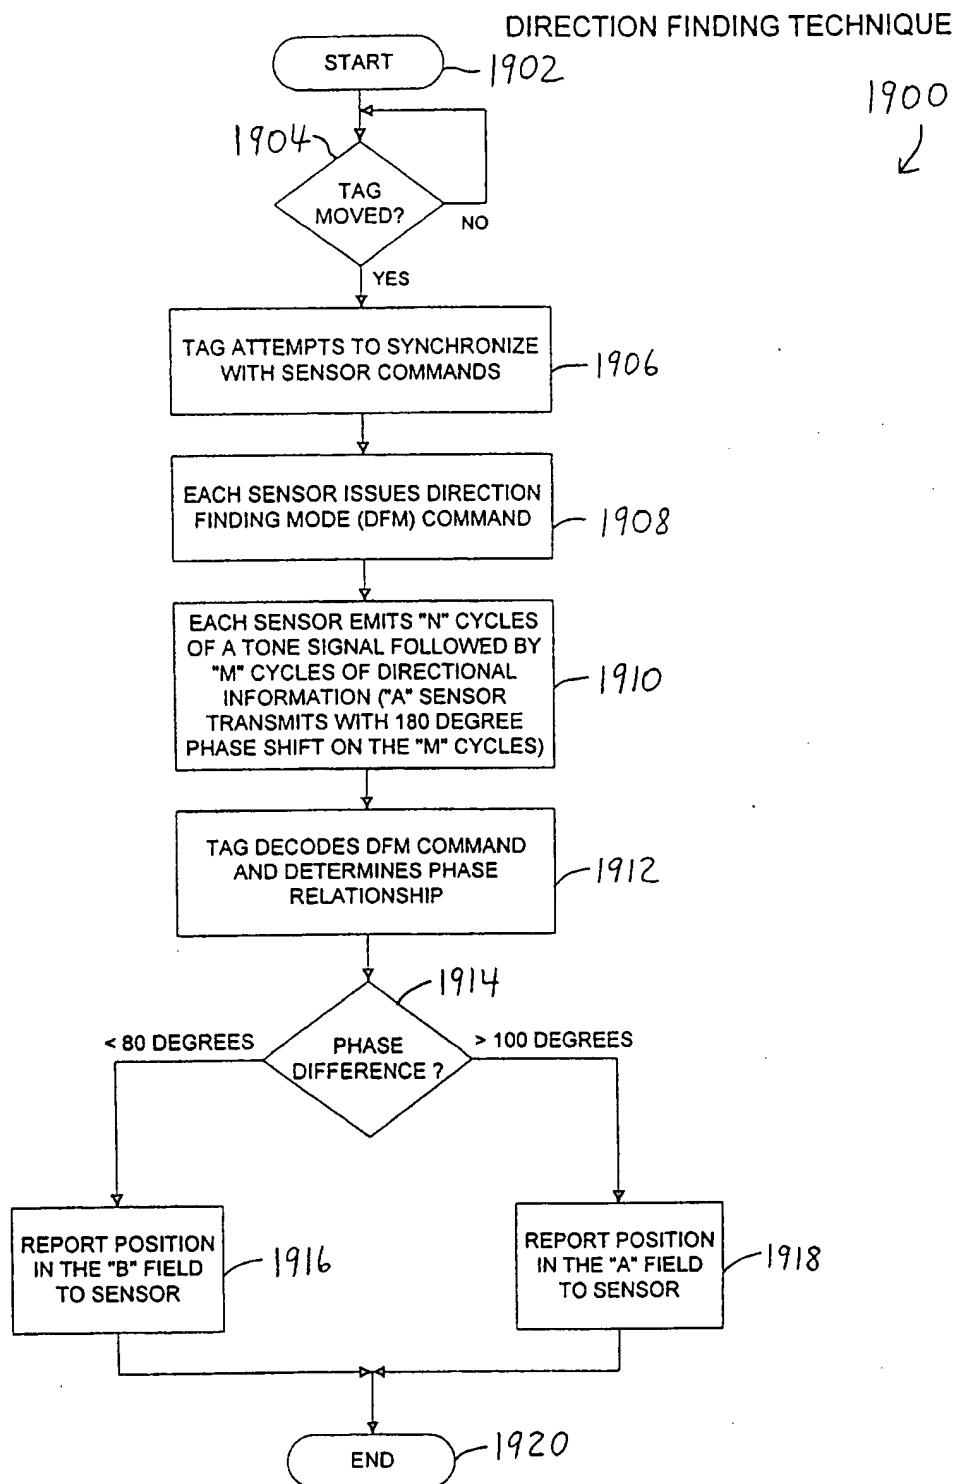 DIRECTION FINDING TECHNIQUE
START
1902
1900
1904
TAG
MOVED?
NO
YES
TAG ATTEMPTS TO SYNCHRONIZE
WITH SENSOR COMMANDS
1906
EACH SENSOR ISSUES DIRECTION
FINDING MODE (DFM) COMMAND
1908
EACH SENSOR EMITS "N" CYCLES
OF A TONE SIGNAL FOLLOWED BY
"M" CYCLES OF DIRECTIONAL
INFORMATION ("A" SENSOR
TRANSMITS WITH 180 DEGREE
PHASE SHIFT ON THE "M" CYCLES)
1910
TAG DECODES DFM COMMAND
AND DETERMINES PHASE
RELATIONSHIP
1912
1914
< 80 DEGREES
PHASE
DIFFERENCE ?
> 100 DEGREES
REPORT POSITION
IN THE "B" FIELD
TO SENSOR
1916
REPORT POSITION
IN THE "A" FIELD
TO SENSOR
1918
END
1920